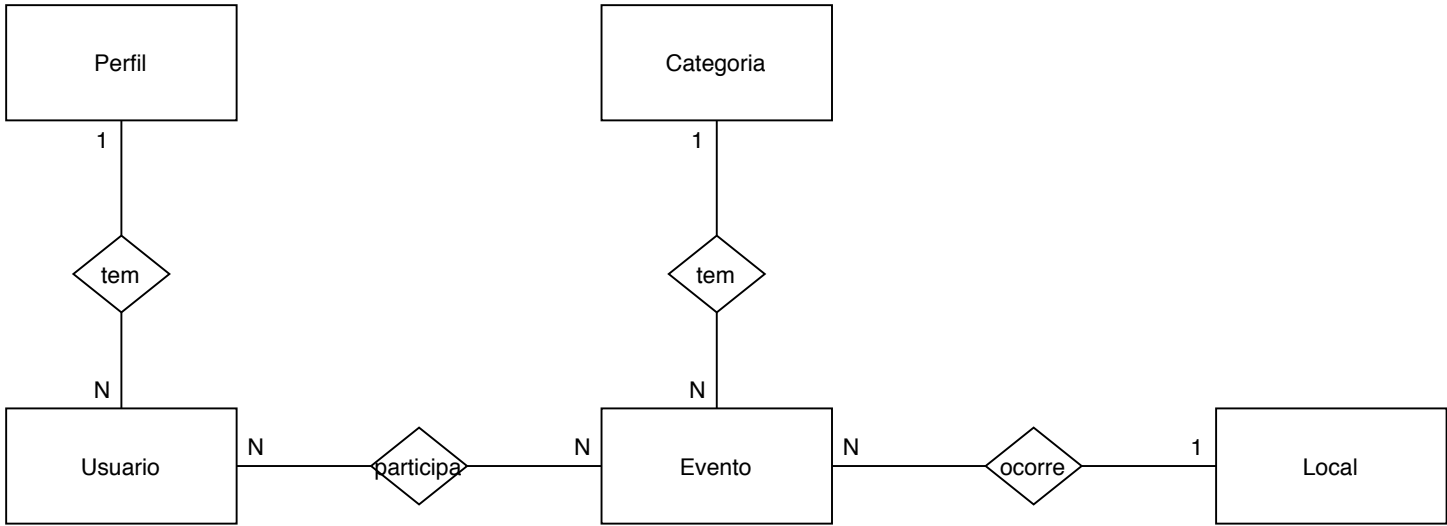 Perfil
Categoria
1
1
tem
tem
N
N
Usuario
N
participa
N
Evento
N
ocorre
1
Local